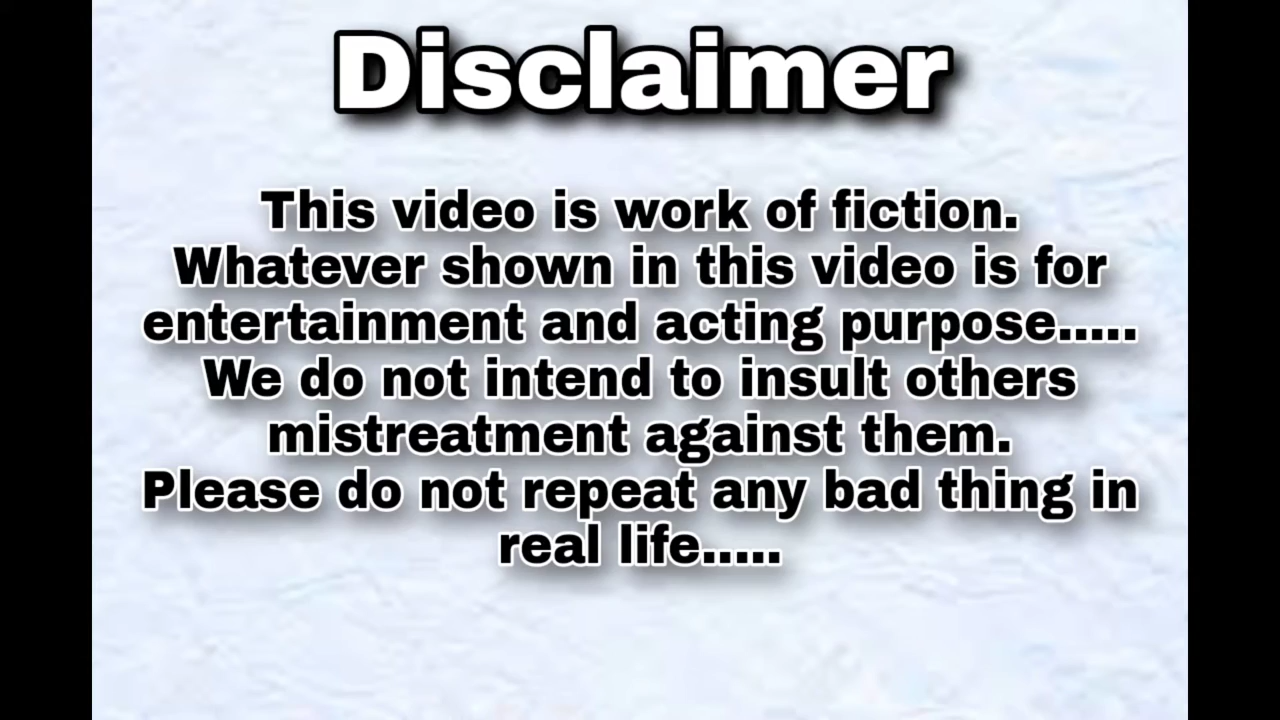 Disclaimer
This video is work of fiction.
Whatever shown in this video is for
entertainment and acting purpose.....
We do not intend to insult others
mistreatment against them.
Please do not repeat any bad thing in
real life.....